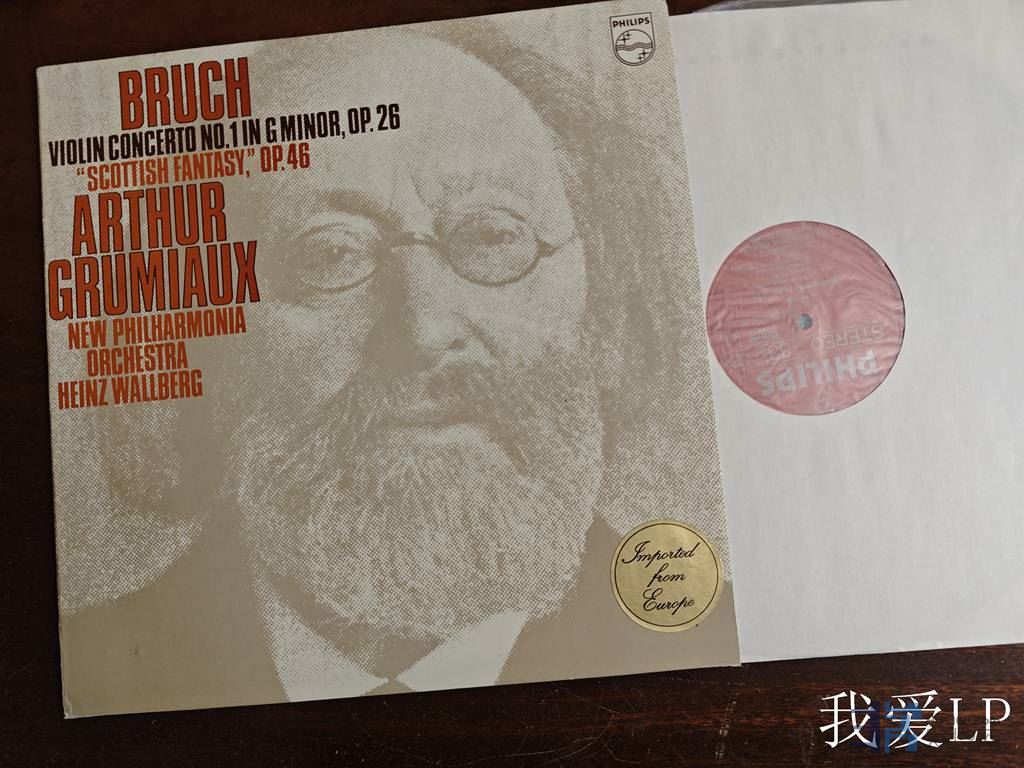 PHILIPS
BRUCH
VIOLIN CONCERTO NO. 1 IN G MINOR, OP. 26
"SCOTTISH FANTASY," OP. 46
ARTHUR
GRUMIAUX
NEW PHILHARMONIA
ORCHESTRA
HEINZ WALLBERG
Imported
from
Europe
STEREO
PHILIPS
我爱LP